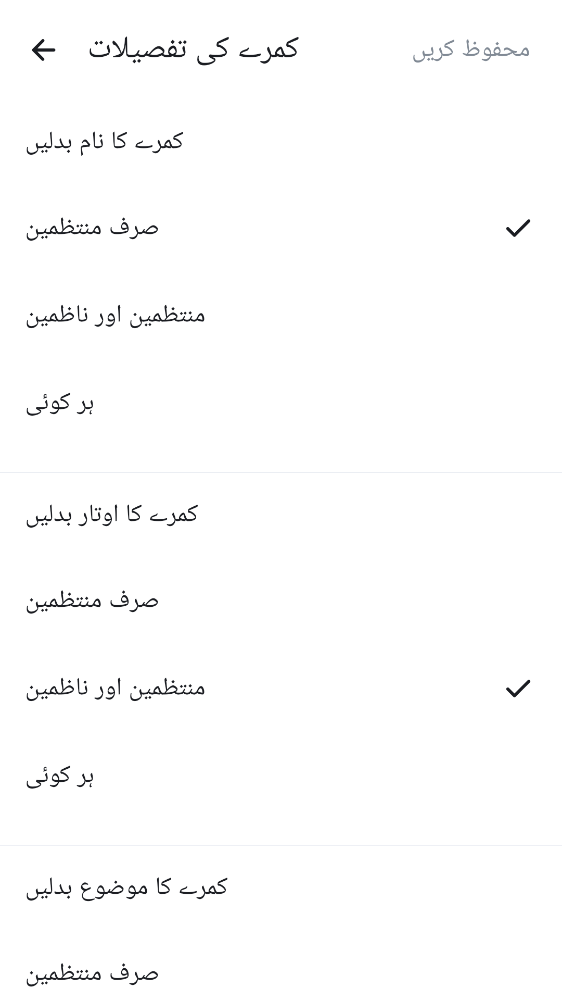 کمرے کی تفصیلات
محفوظ کریں
کمرے کا نام بدلیں
صرف منتظمین
منتظمین اور ناظمین
ہر کوئی
کمرے کا اوتار بدلیں
صرف منتظمین
منتظمین اور ناظمین
ہر کوئی
کمرے کا موضوع بدلیں
صرف منتظمین